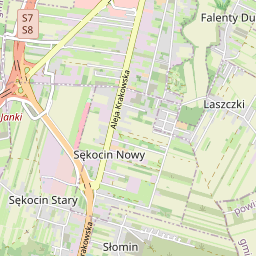 S7
S8
Falenty Du
Aleja Krakowska
Laszczki
Janki
Sękocin Nowy
Sękocin Stary
Krakowska
Słomin
powi
gmi